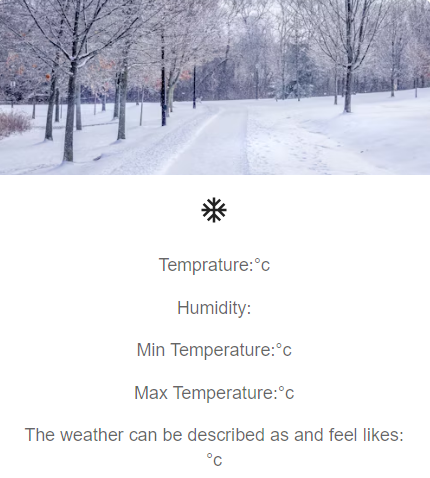 Temprature:°c
Humidity:
Min Temperature:°c
Max Temperature:°c
The weather can be described as and feel likes:
°c